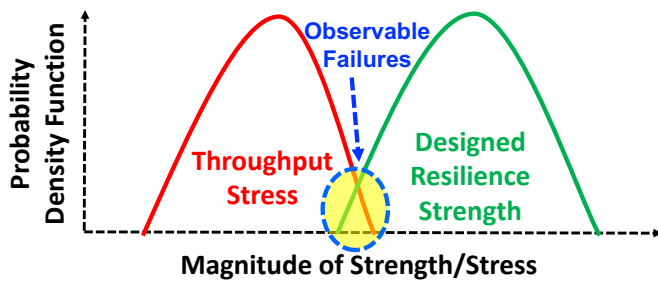 Probability
Density Function
Observable
Failures
Throughput
Stress
Designed
Resilience
Strength
Magnitude of Strength/Stress